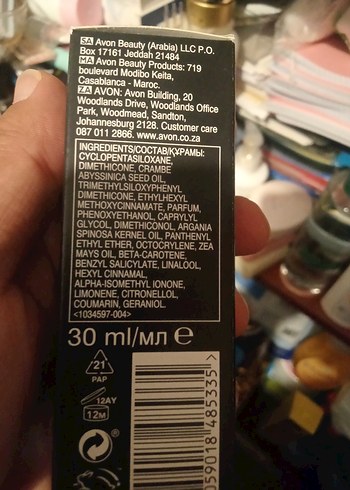 SA Avon Beauty (Arabia) LLC P.O.
Box 17161 Jeddah 21484
MA Avon Beauty Products: 719
boulevard Modibo Keita,
Casablanca - Maroc.
ZA AVON: Avon Building, 20
Woodlands Drive, Woodlands Office
Park, Woodmead, Sandton,
Johannesburg 2128. Customer care
087 011 2866. www.avon.co.za
INGREDIENTS/СОСТАВ/ҚҰРАМЫ:
CYCLOPENTASILOXANE,
DIMETHICONE, CRAMBE
ABYSSINICA SEED OIL,
TRIMETHYLSILOXYPHENYL
DIMETHICONE, ETHYLHEXYL
METHOXYCINNAMATE, PARFUM,
PHENOXYETHANOL, CAPRYLYL
GLYCOL, DIMETHICONOL, ARGANIA
SPINOSA KERNEL OIL, PANTHENYL
ETHYL ETHER, OCTOCRYLENE, ZEA
MAYS OIL, BETA-CAROTENE,
BENZYL SALICYLATE, LINALOOL,
HEXYL CINNAMAL,
ALPHA-ISOMETHYL IONONE,
LIMONENE, CITRONELLOL,
COUMARIN, GERANIOL.
<1034597-004>
30 ml/мл e
21
PAP
12AY
12M
059018 485335 >